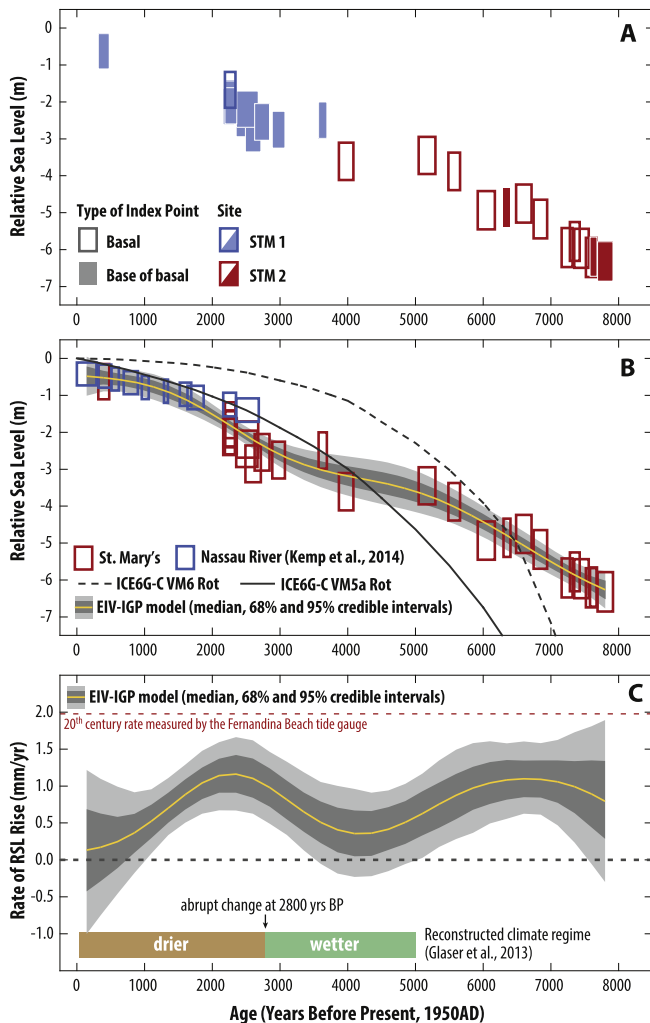 A
0
-1
-2
-3
-4
-5
-6
-7
Relative Sea Level (m)
Type of Index Point
Site
Basal
STM 1
Base of basal
STM 2
0 1000 2000 3000 4000 5000 6000 7000 8000
B
0
-1
-2
-3
-4
-5
-6
-7
Relative Sea Level (m)
St. Mary's
Nassau River (Kemp et al., 2014)
ICE6G-C VM6 Rot
ICE6G-C VM5a Rot
EIV-IGP model (median, 68% and 95% credible intervals)
0 1000 2000 3000 4000 5000 6000 7000 8000
C
EIV-IGP model (median, 68% and 95% credible intervals)
2.0
20th century rate measured by the Fernandina Beach tide gauge
1.5
1.0
0.5
0.0
-0.5
-1.0
Rate of RSL Rise (mm/yr)
abrupt change at 2800 yrs BP
drier
wetter
Reconstructed climate regime
(Glaser et al., 2013)
0 1000 2000 3000 4000 5000 6000 7000 8000
Age (Years Before Present, 1950AD)